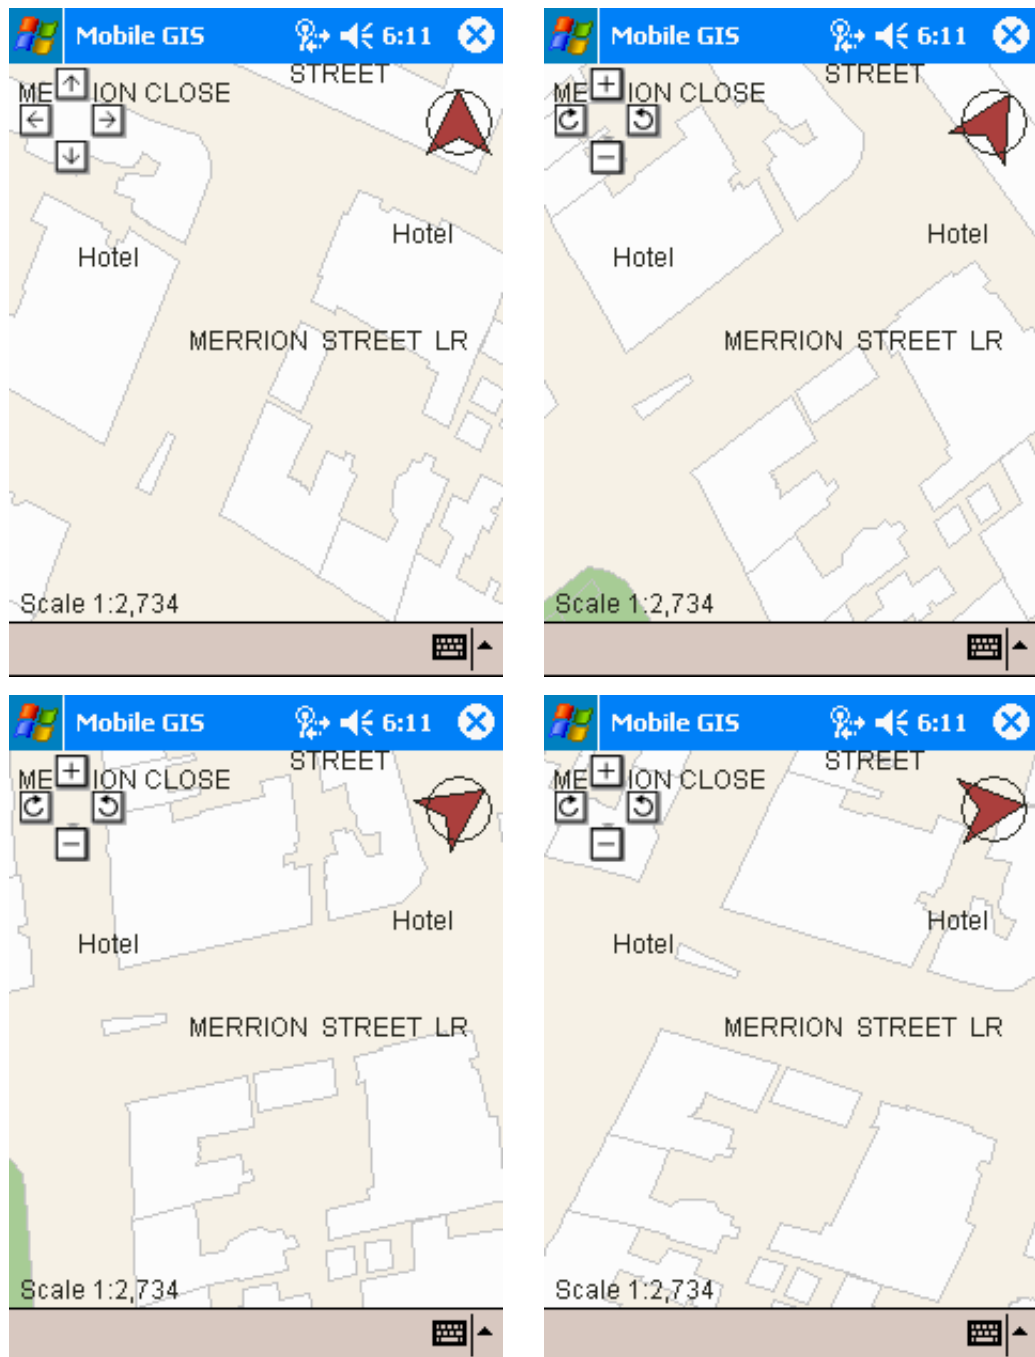 Mobile GIS 6:11
STREET
ME ION CLOSE
Hotel
Hotel
MERRION STREET LR
Scale 1:2,734
Mobile GIS 6:11
STREET
ME ION CLOSE
Hotel
Hotel
MERRION STREET LR
Scale 1:2,734
Mobile GIS 6:11
STREET
ME ION CLOSE
Hotel
Hotel
MERRION STREET LR
Scale 1:2,734
Mobile GIS 6:11
STREET
ME ION CLOSE
Hotel
Hotel
MERRION STREET LR
Scale 1:2,734